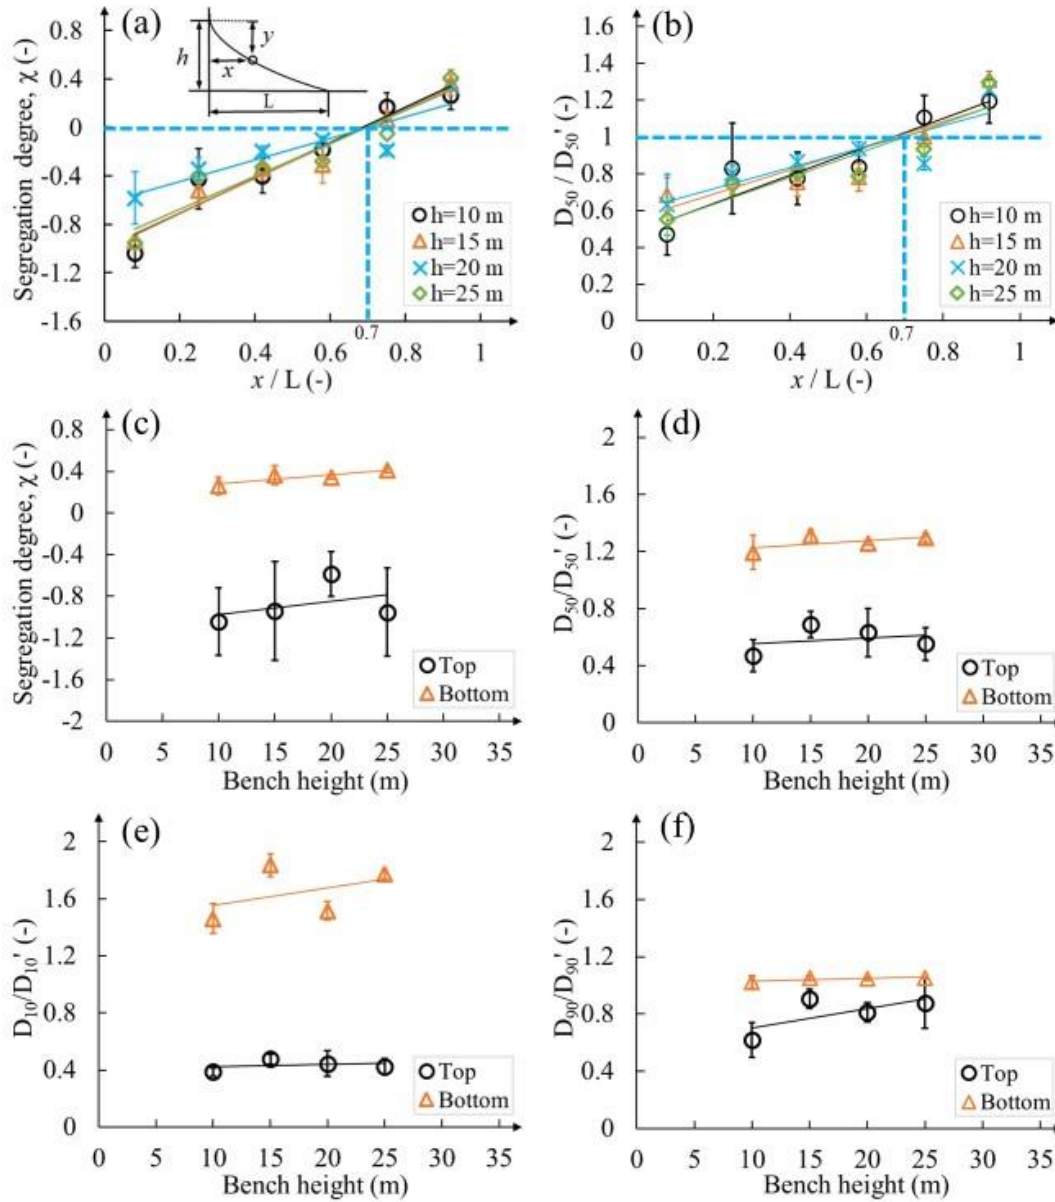 (a)
0.8
0.4
0
-0.4
-0.8
-1.2
-1.6
Segregation degree, χ (-)
h
y
x
L
h=10 m
h=15 m
h=20 m
h=25 m
0.7
0 0.2 0.4 0.6 0.8 1
x / L (-)
(b)
1.6
1.4
1.2
1
0.8
0.6
0.4
0.2
0
D50 / D50' (-)
h=10 m
h=15 m
h=20 m
h=25 m
0.7
0 0.2 0.4 0.6 0.8 1
x / L (-)
(c)
0.8
0.4
0
-0.4
-0.8
-1.2
-1.6
-2
Segregation degree, χ (-)
Top
Bottom
0 5 10 15 20 25 30 35
Bench height (m)
(d)
2
1.6
1.2
0.8
0.4
0
D50/D50' (-)
Top
Bottom
0 5 10 15 20 25 30 35
Bench height (m)
(e)
2
1.6
1.2
0.8
0.4
0
D10/D10' (-)
Top
Bottom
0 5 10 15 20 25 30 35
Bench height (m)
(f)
2
1.6
1.2
0.8
0.4
0
D90/D90' (-)
Top
Bottom
0 5 10 15 20 25 30 35
Bench height (m)